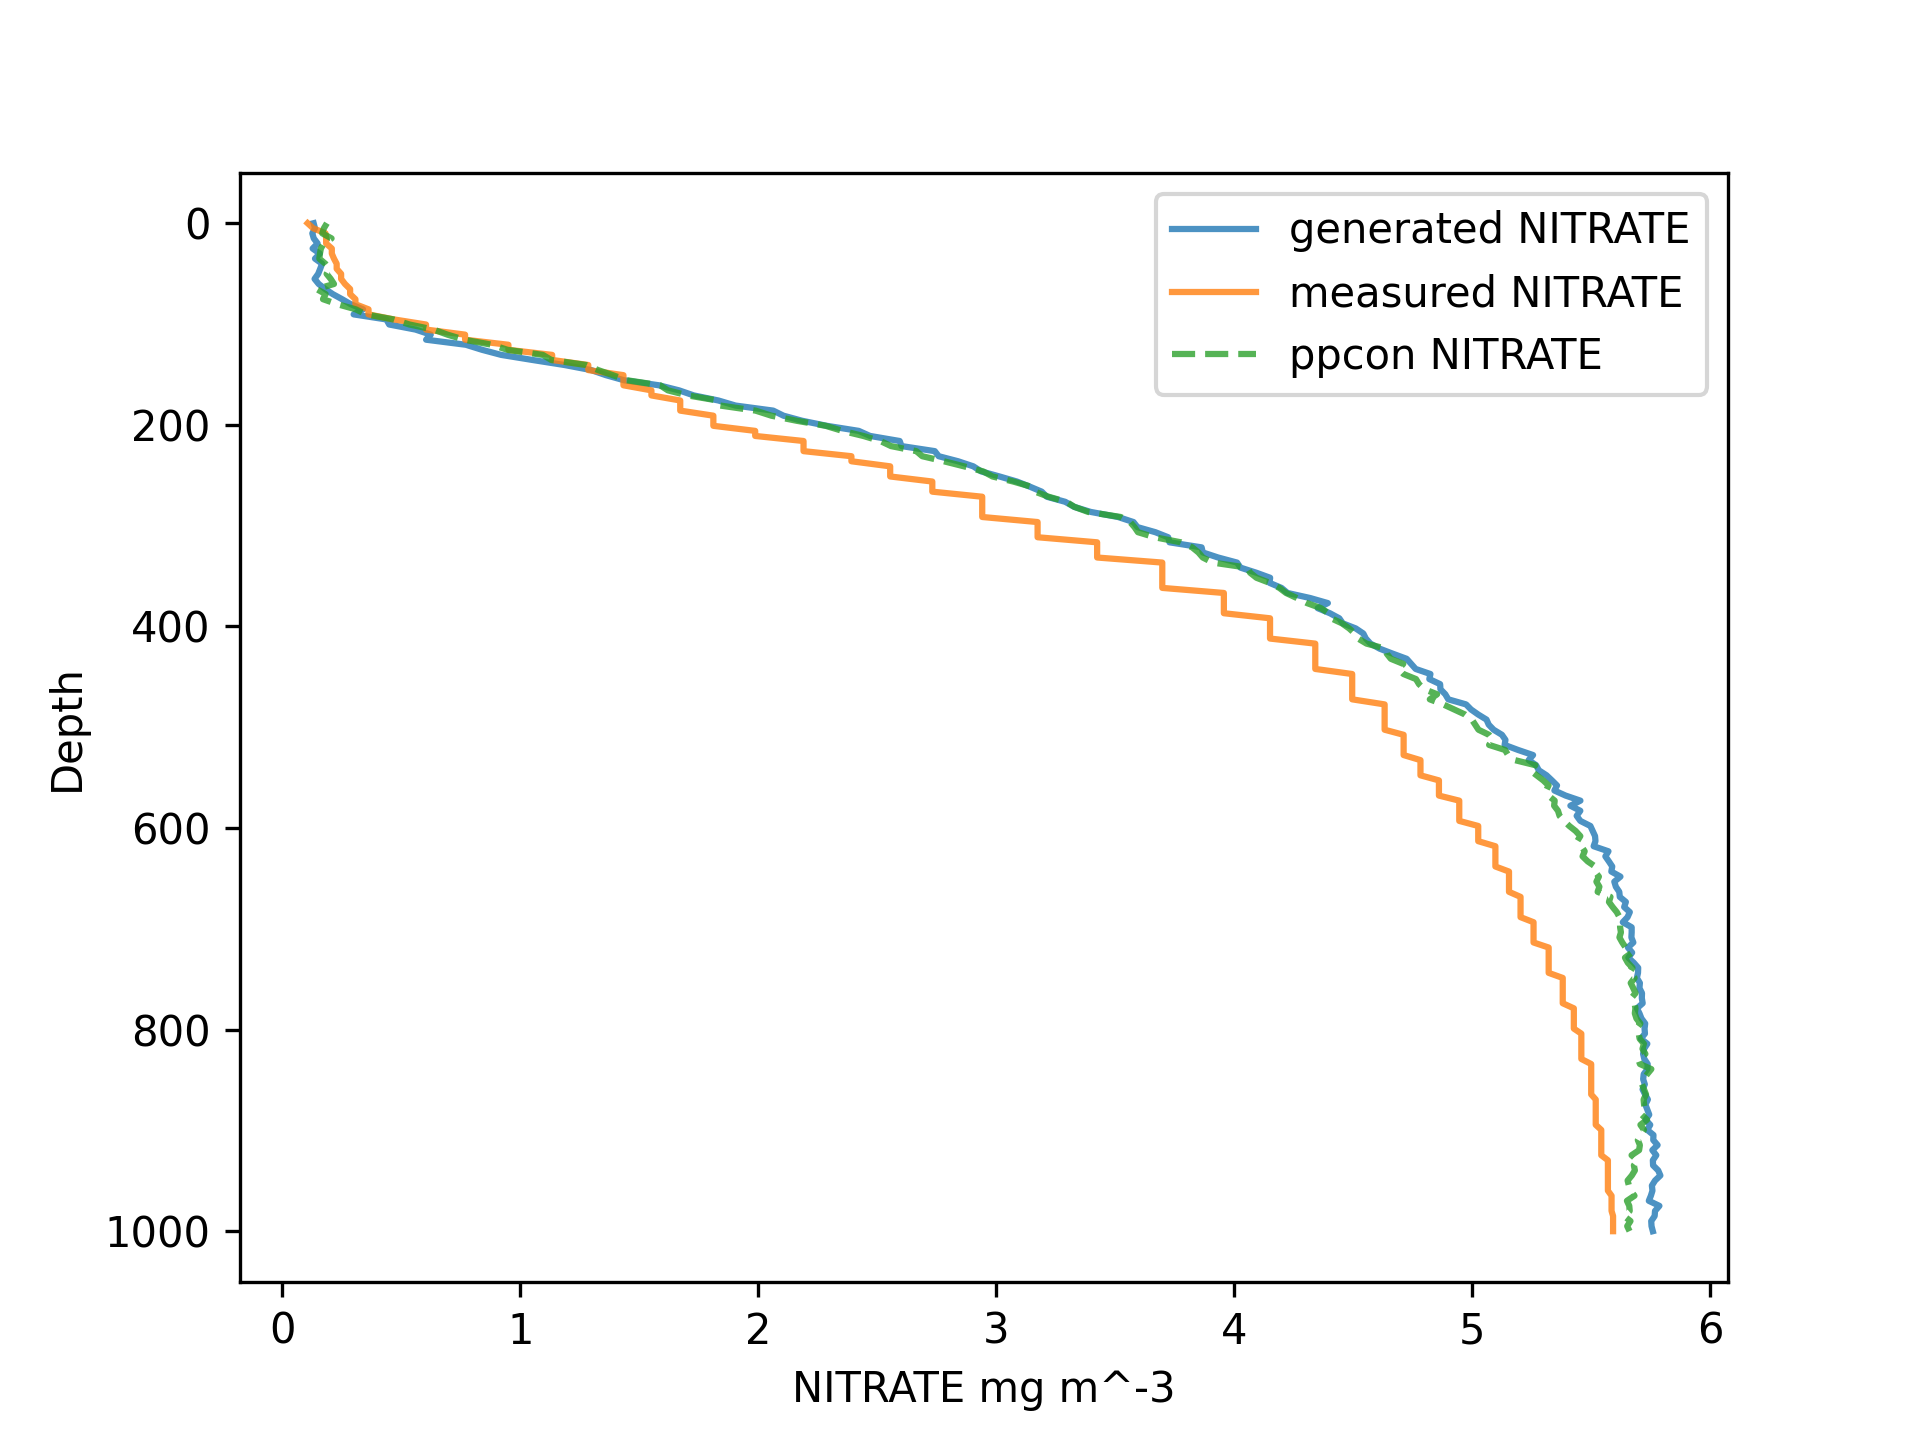 generated NITRATE
measured NITRATE
ppcon NITRATE
0
200
400
600
800
1000
Depth
0 1 2 3 4 5 6
NITRATE mg m^-3